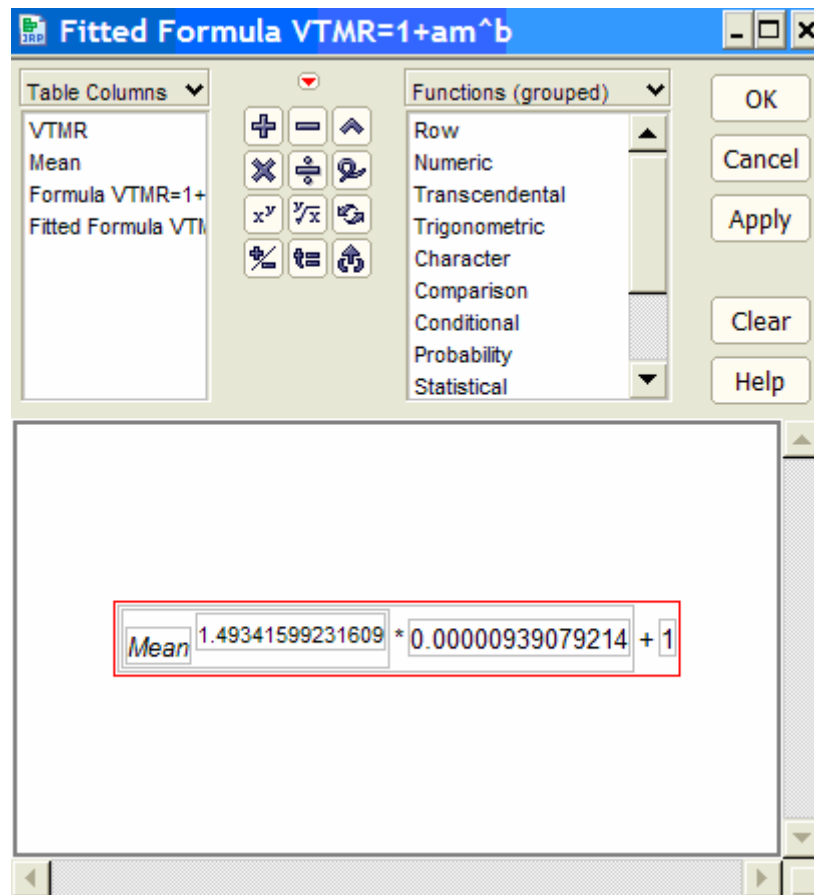 Fitted Formula VTMR=1+am^b
Table Columns
VTMR
Mean
Formula VTMR=1+
Fitted Formula VTM
x^y
y√x
t=
Functions (grouped)
Row
Numeric
Transcendental
Trigonometric
Character
Comparison
Conditional
Probability
Statistical
OK
Cancel
Apply
Clear
Help
Mean^1.49341599231609 * 0.00000939079214 + 1